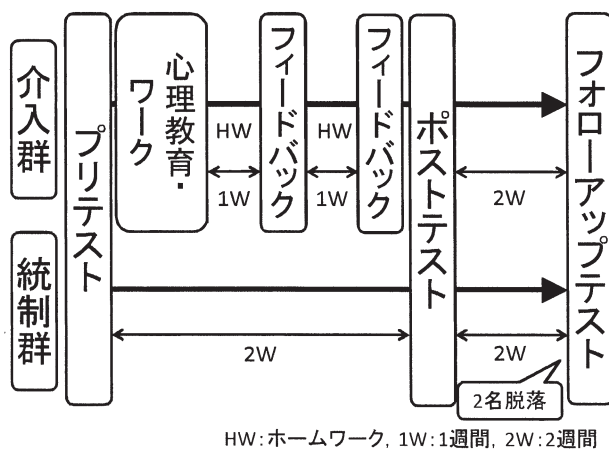 介入群
プリテスト
心理教育・
ワーク
HW
1W
フィードバック
HW
1W
フィードバック
ポストテスト
2W
フォローアップテスト
統制群
2W
2W
2名脱落
HW:ホームワーク, 1W:1週間, 2W:2週間